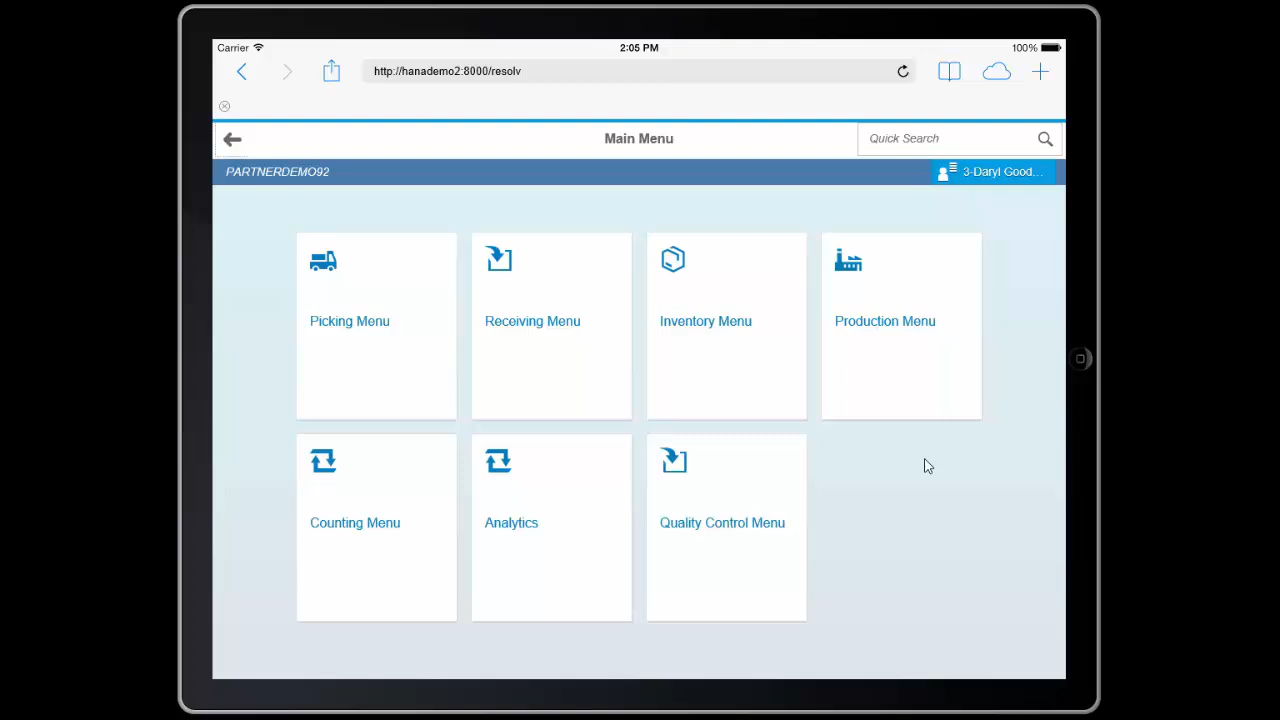 Carrier
2:05 PM
100%
http://hanademo2:8000/resolv
Main Menu
Quick Search
PARTNERDEMO92
3-Daryl Good...
Picking Menu
Receiving Menu
Inventory Menu
Production Menu
Counting Menu
Analytics
Quality Control Menu